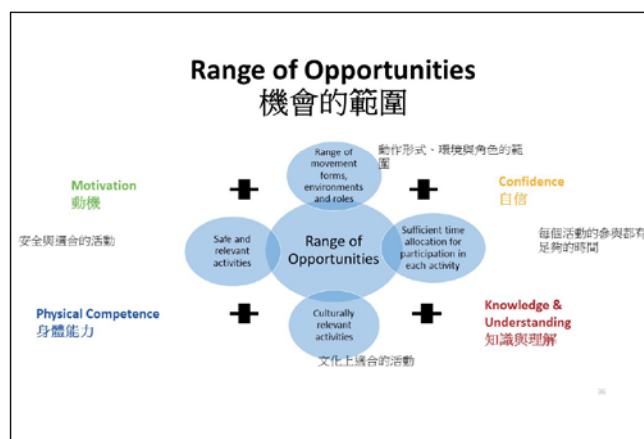 Range of Opportunities
機會的範圍
Range of
movement forms,
environments
and roles
動作形式、環境與角色的範
圍
Motivation
動機
Confidence
自信
安全與適合的活動
Safe and
relevant
activities
Range of
Opportunities
Sufficient time
allocation for
participation in
each activity
每個活動的參與都有
足夠的時間
Physical Competence
身體能力
Culturally
relevant
activities
Knowledge &
Understanding
知識與理解
文化上適合的活動